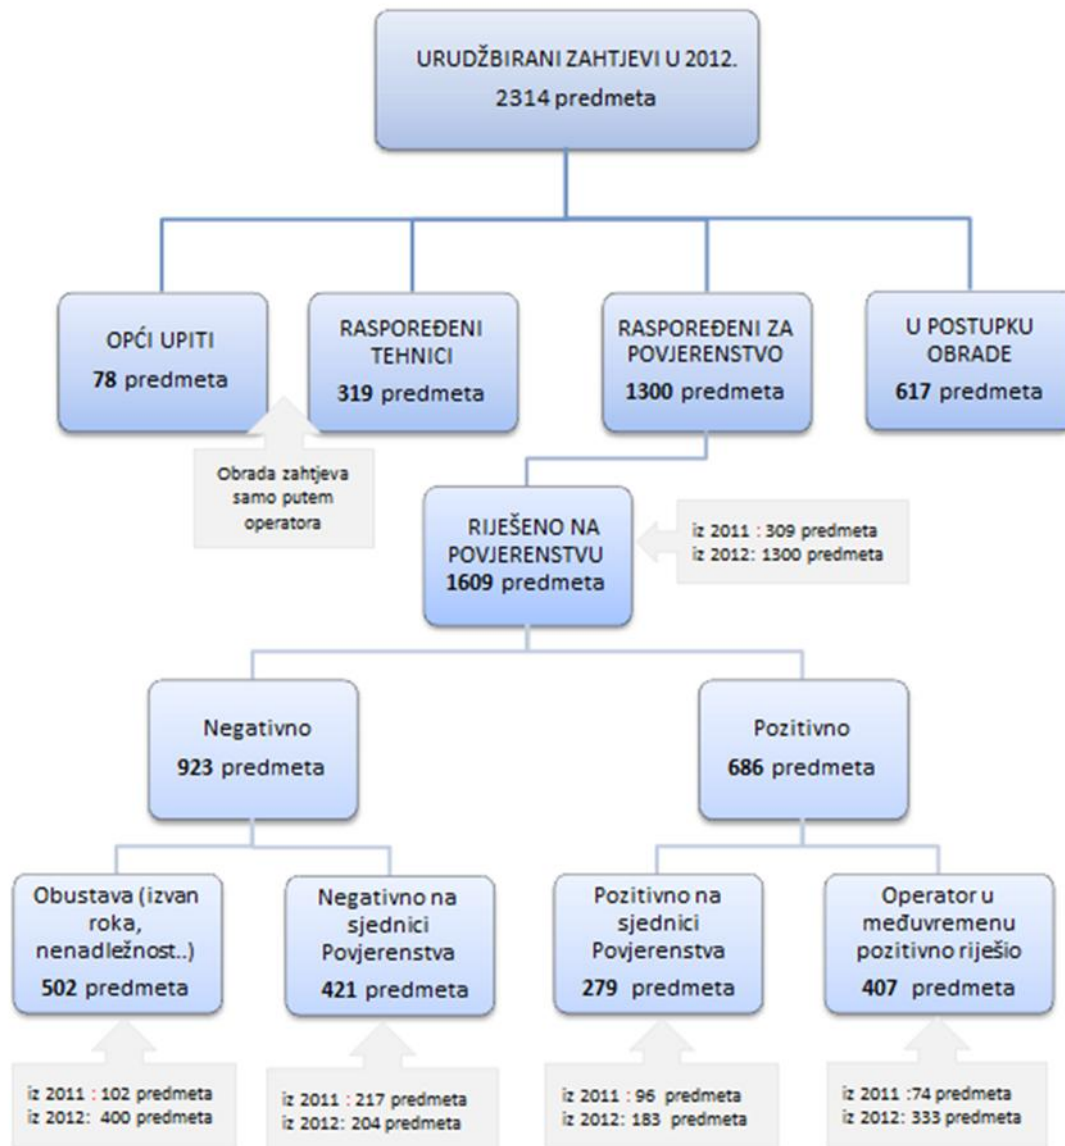 URUDŽBIRANI ZAHTJEVI U 2012.
2314 predmeta
OPĆI UPITI
78 predmeta
RASPOREĐENI
TEHNICI
319 predmeta
RASPOREĐENI ZA
POVJERENSTVO
1300 predmeta
U POSTUPKU
OBRADE
617 predmeta
Obrada zahtjeva
samo putem
operatora
RIJEŠENO NA
POVJERENSTVU
1609 predmeta
iz 2011 : 309 predmeta
iz 2012: 1300 predmeta
Negativno
923 predmeta
Pozitivno
686 predmeta
Obustava (izvan
roka,
nenadležnost..)
502 predmeta
Negativno na
sjednici
Povjerenstva
421 predmeta
Pozitivno na
sjednici
Povjerenstva
279 predmeta
Operator u
međuvremenu
pozitivno riješio
407 predmeta
iz 2011 : 102 predmeta
iz 2012: 400 predmeta
iz 2011 : 217 predmeta
iz 2012: 204 predmeta
iz 2011 : 96 predmeta
iz 2012: 183 predmeta
iz 2011 :74 predmeta
iz 2012: 333 predmeta